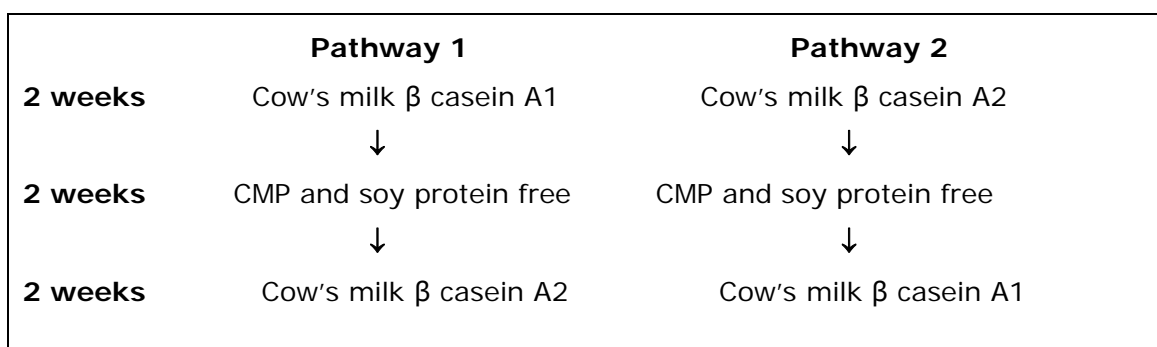 Pathway 1 Pathway 2
2 weeks Cow's milk β casein A1 Cow's milk β casein A2
↓ ↓
2 weeks CMP and soy protein free CMP and soy protein free
↓ ↓
2 weeks Cow's milk β casein A2 Cow's milk β casein A1